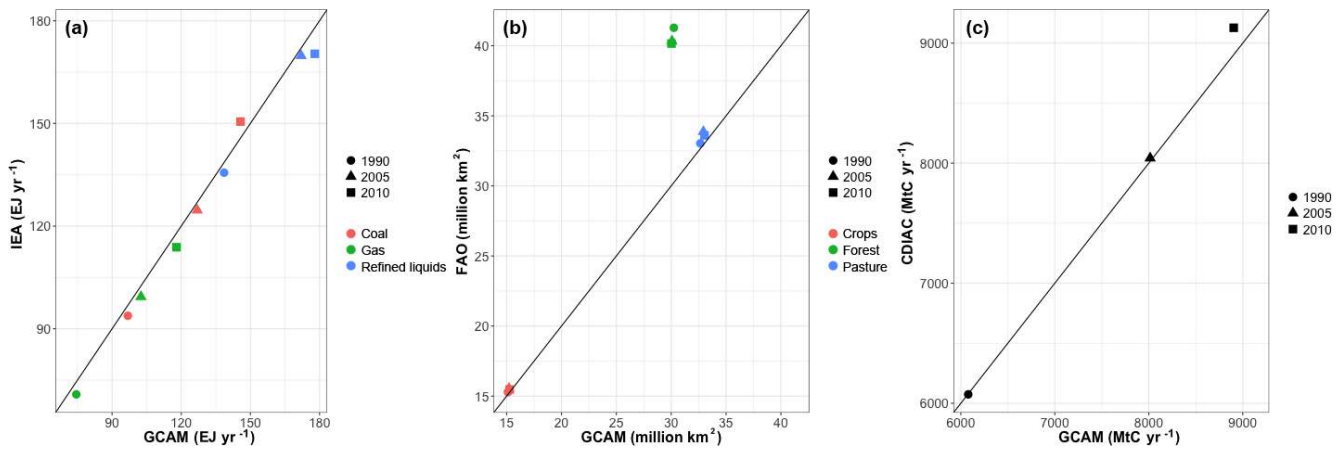 (a)
180
150
120
90
IEA (EJ yr -1)
90 120 150 180
GCAM (EJ yr -1)
1990
2005
2010
Coal
Gas
Refined liquids
(b)
40
35
30
25
20
15
FAO (million km2)
15 20 25 30 35 40
GCAM (million km2)
1990
2005
2010
Crops
Forest
Pasture
(c)
9000
8000
7000
6000
CDIAC (MtC yr -1)
6000 7000 8000 9000
GCAM (MtC yr -1)
1990
2005
2010